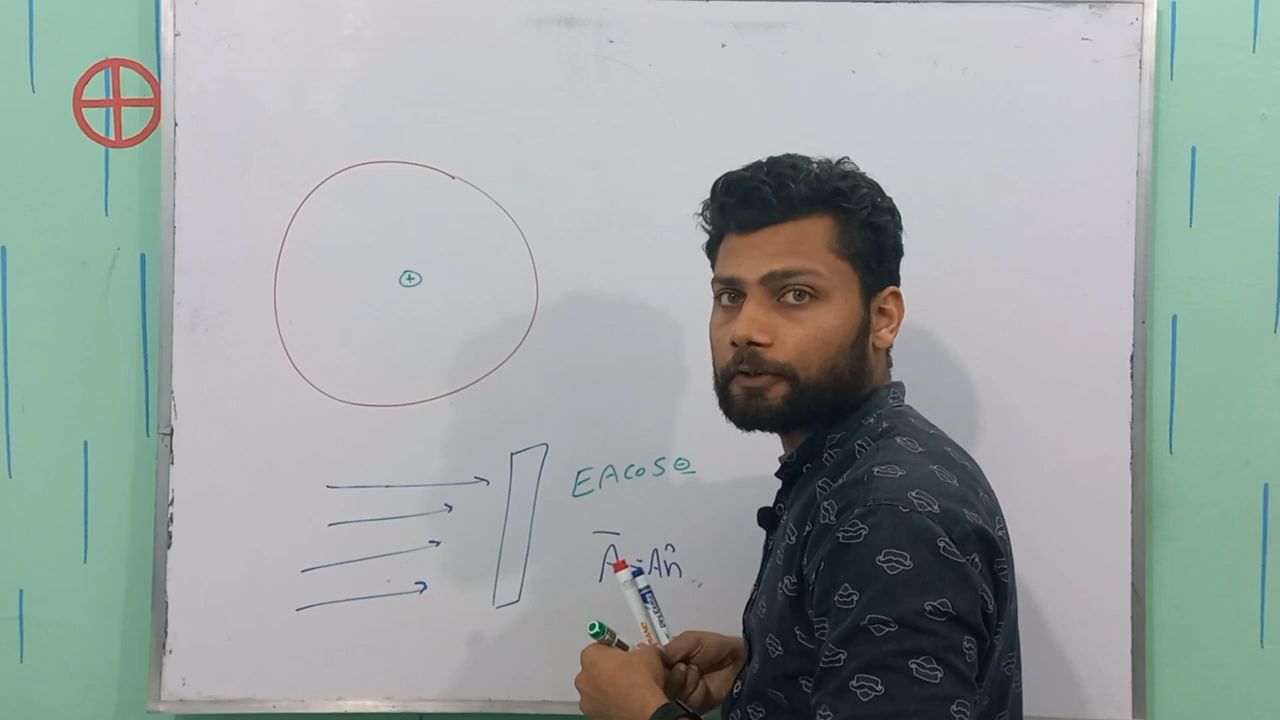 +
EACOSθ
A̅ = An̂